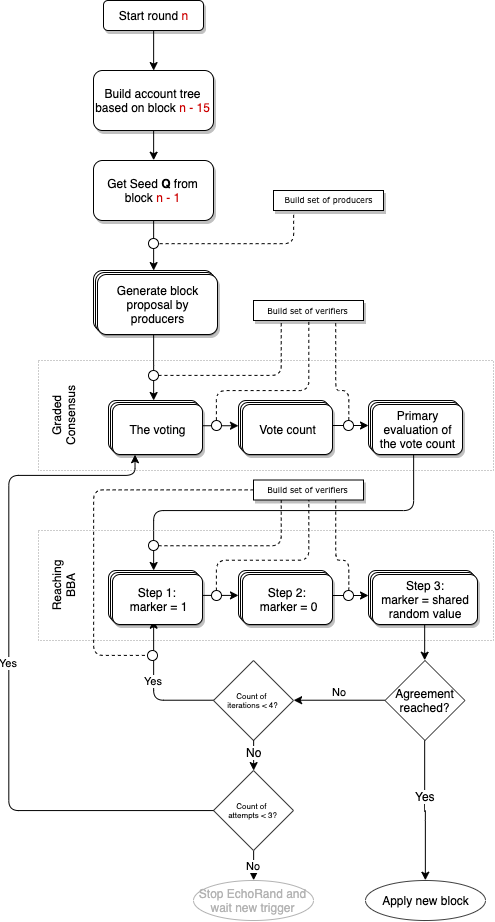 Start round n
Build account tree
based on block n - 15
Get Seed Q from
block n - 1
Build set of producers
Generate block
proposal by
producers
Build set of verifiers
Graded
Consensus
The voting
Vote count
Primary
evaluation of
the vote count
Build set of verifiers
Reaching
BBA
Step 1:
marker = 1
Step 2:
marker = 0
Step 3:
marker = shared
random value
Yes
Yes
Count of
iterations < 4?
No
Agreement
reached?
No
Yes
Count of
attempts < 3?
No
Stop EchoRand and
wait new trigger
Apply new block